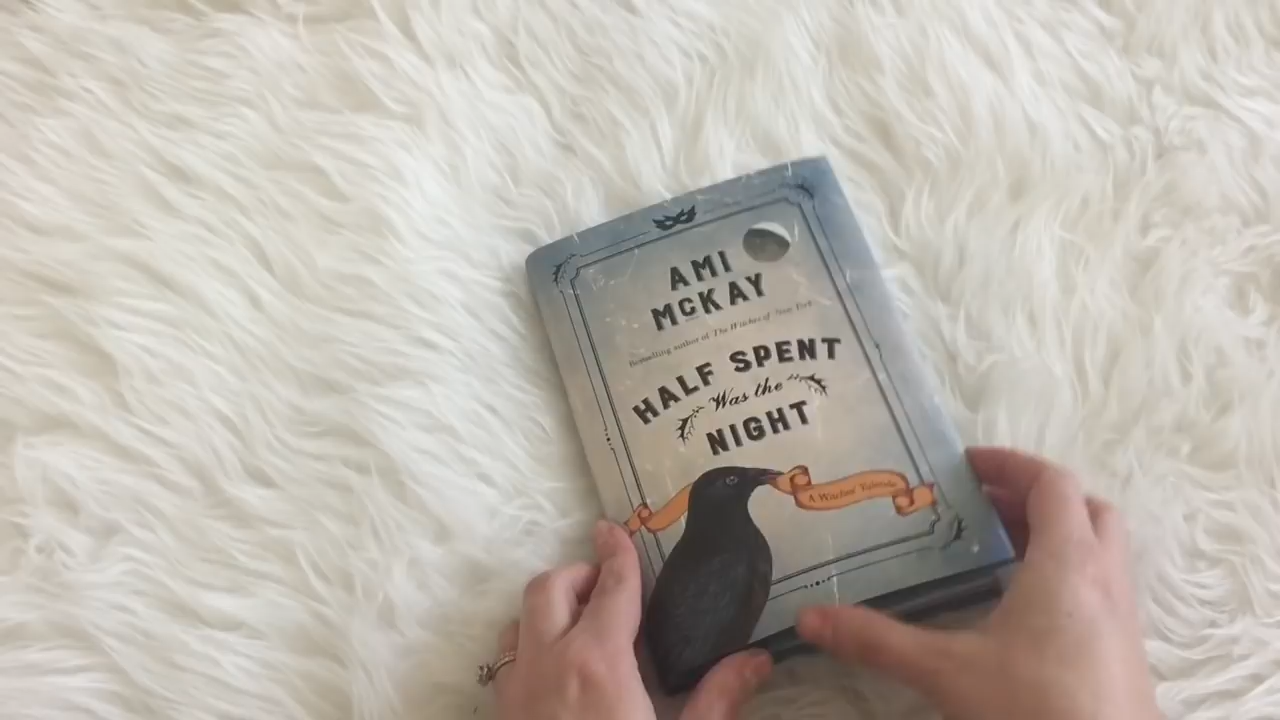 AMI
McKAY
Bestselling author of The Witches of New York
HALF SPENT
Was the
NIGHT
A Witches' Yuletide